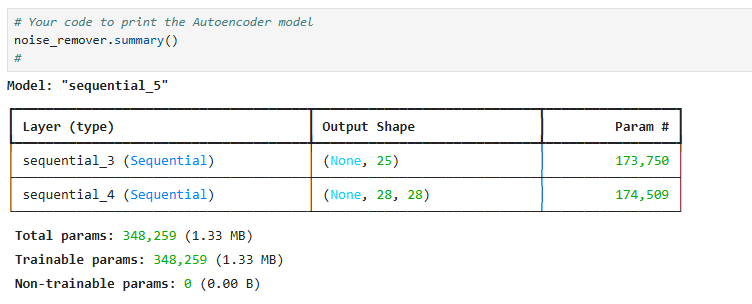 # Your code to print the Autoencoder model
noise_remover.summary()
#
Model: "sequential_5"
Layer (type) Output Shape Param #
sequential_3 (Sequential) (None, 25) 173,750
sequential_4 (Sequential) (None, 28, 28) 174,509
Total params: 348,259 (1.33 MB)
Trainable params: 348,259 (1.33 MB)
Non-trainable params: 0 (0.00 B)